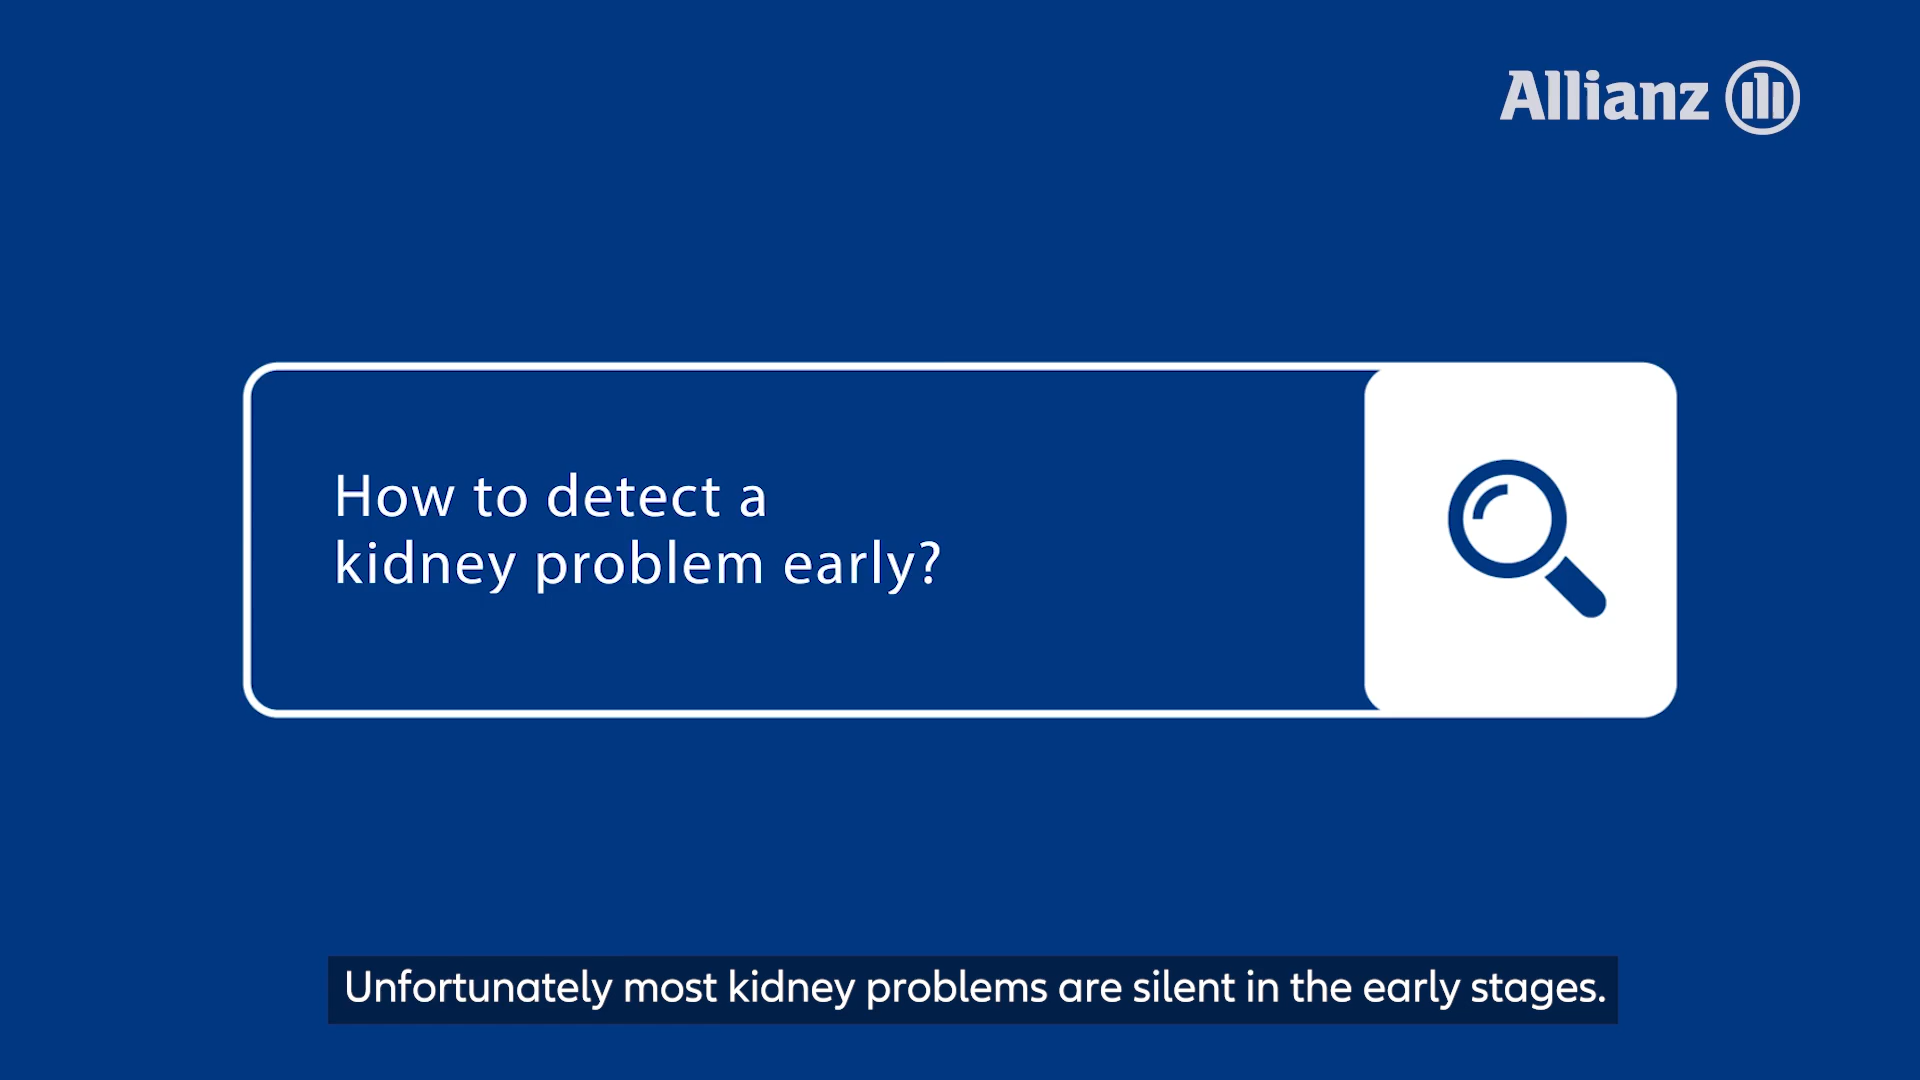 Allianz
How to detect a
kidney problem early?
Unfortunately most kidney problems are silent in the early stages.